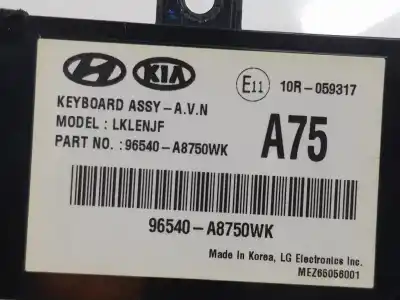 KIA
E11 10R-059317
KEYBOARD ASSY-A.V.N
MODEL : LKLENJF
PART NO. :96540-A8750WK
A75
96540-A8750WK
Made in Korea, LG Electronics Inc.
MEZ65058001